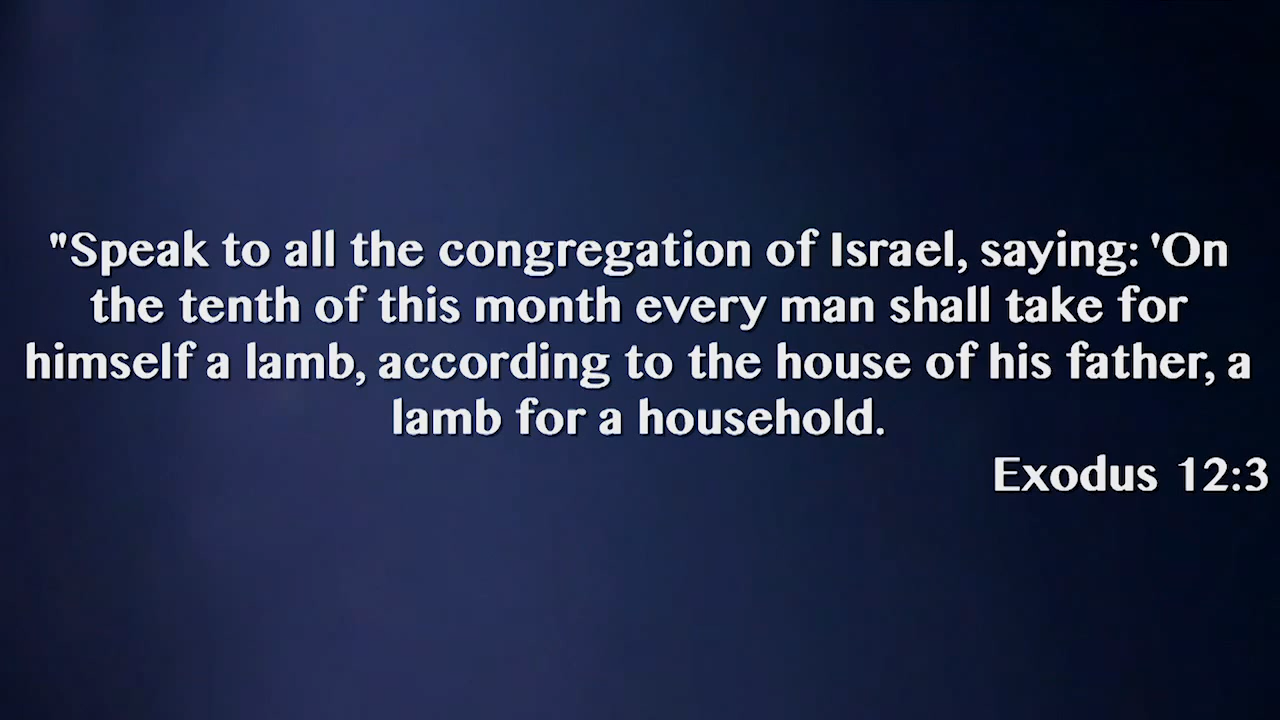 "Speak to all the congregation of Israel, saying: 'On
the tenth of this month every man shall take for
himself a lamb, according to the house of his father, a
lamb for a household.
Exodus 12:3